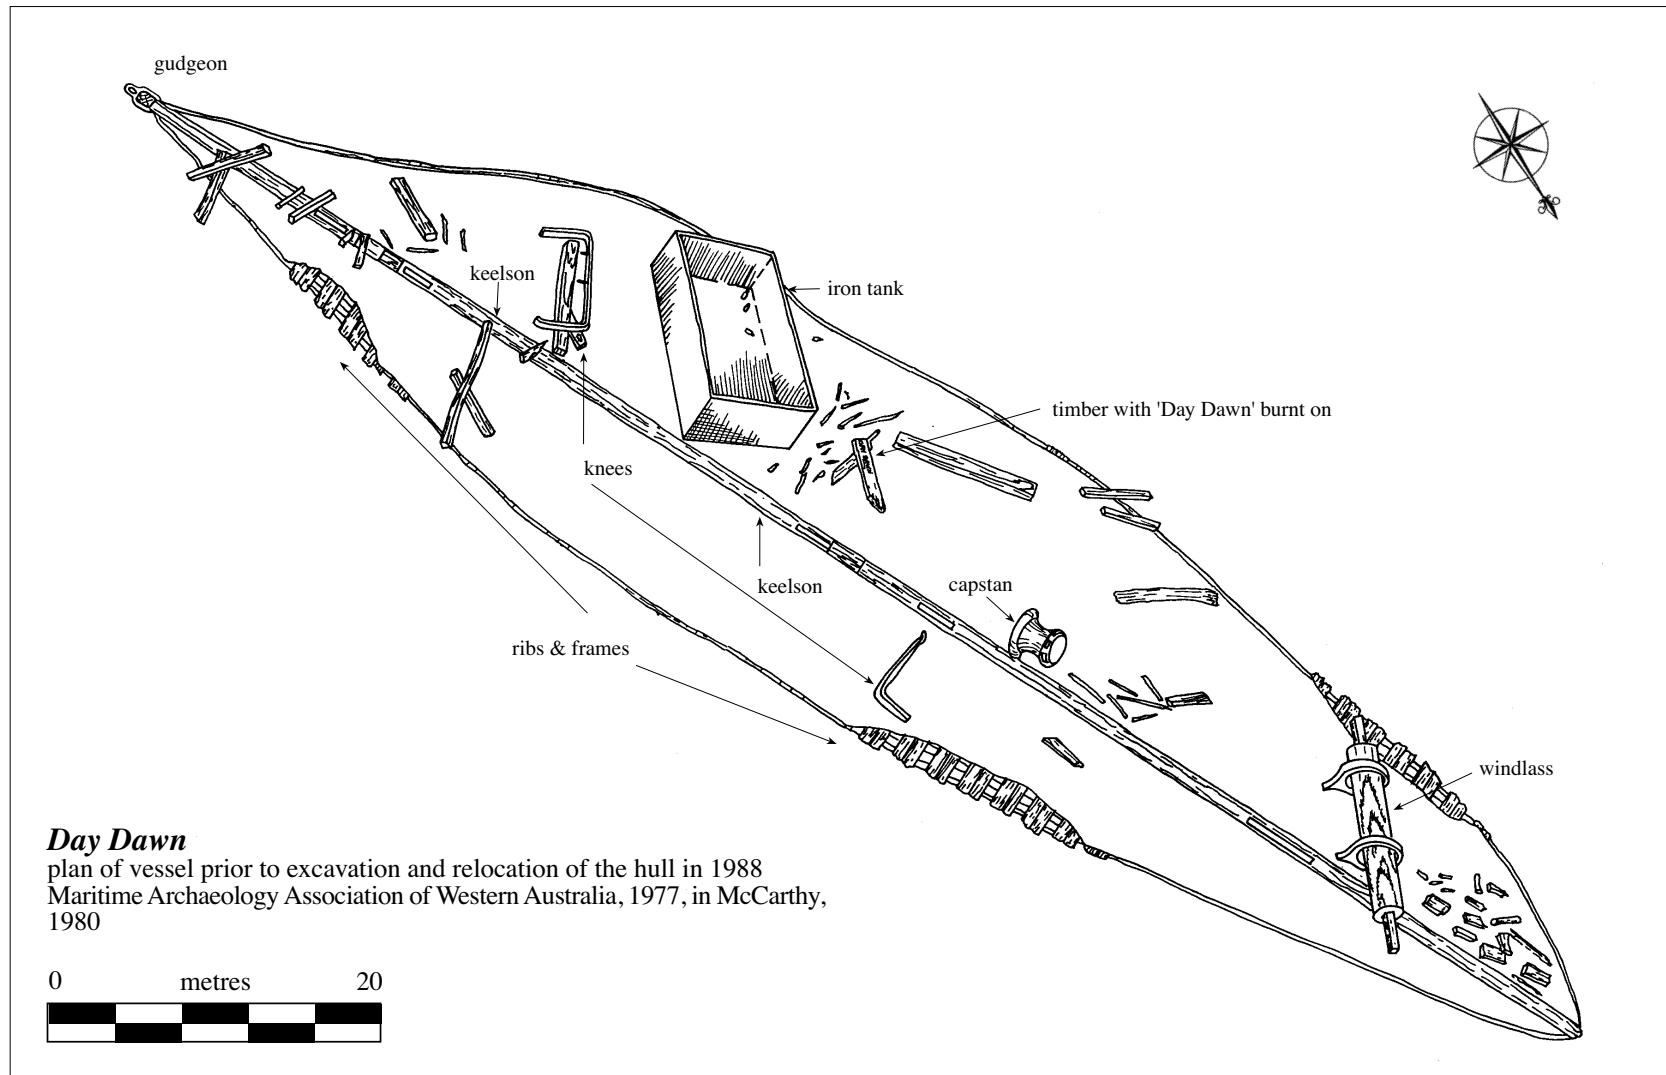 gudgeon
keelson
iron tank
timber with 'Day Dawn' burnt on
knees
keelson
capstan
ribs & frames
windlass
Day Dawn
plan of vessel prior to excavation and relocation of the hull in 1988
Maritime Archaeology Association of Western Australia, 1977, in McCarthy,
1980
0 metres 20